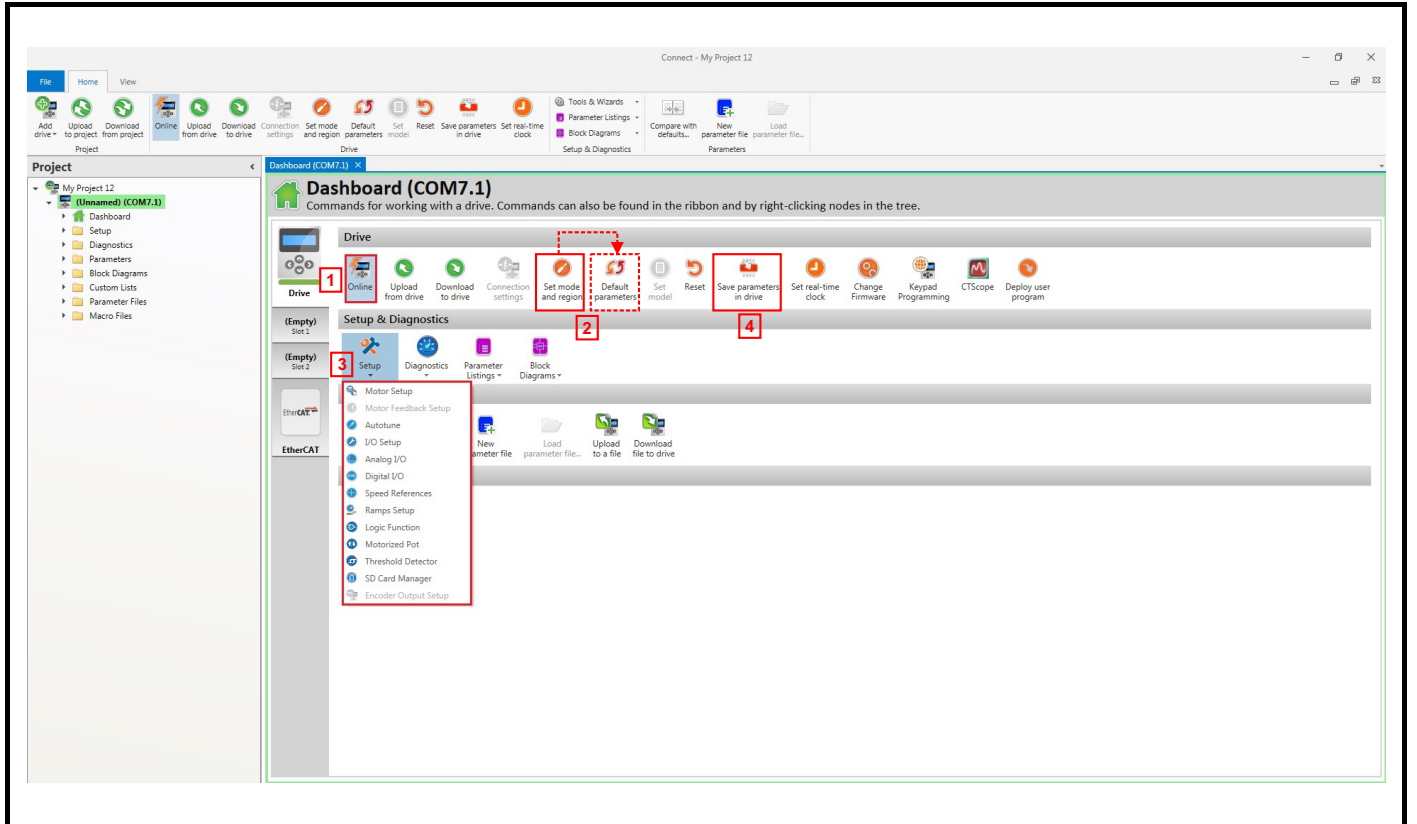 Connect - My Project 12
File Home View
Add drive
Upload to project
Download from project
Online
Upload from drive
Download to drive
Connection settings
Set mode and region
Default parameters
Set model
Reset
Save parameters in drive
Set real-time clock
Tools & Wizards
Parameter Listings
Block Diagrams
Compare with defaults...
New parameter file
Load parameter file...
Project
Drive
Setup & Diagnostics
Parameters
Project
My Project 12
(Unnamed) (COM7.1)
Dashboard
Setup
Diagnostics
Parameters
Block Diagrams
Custom Lists
Parameter Files
Macro Files
Dashboard (COM7.1)
Dashboard (COM7.1)
Commands for working with a drive. Commands can also be found in the ribbon and by right-clicking nodes in the tree.
Drive
(Empty)
Slot 1
(Empty)
Slot 2
EtherCAT
EtherCAT
Drive
1
Online
Upload from drive
Download to drive
Connection settings
Set mode and region
Default parameters
Set model
Reset
Save parameters in drive
Set real-time clock
Change Firmware
Keypad Programming
CTScope
Deploy user program
2
4
Setup & Diagnostics
3
Setup
Diagnostics
Parameter Listings
Block Diagrams
Motor Setup
Motor Feedback Setup
Autotune
I/O Setup
Analog I/O
Digital I/O
Speed References
Ramps Setup
Logic Function
Motorized Pot
Threshold Detector
SD Card Manager
Encoder Output Setup
New
ameter file
Load
parameter file...
Upload to a file
Download file to drive